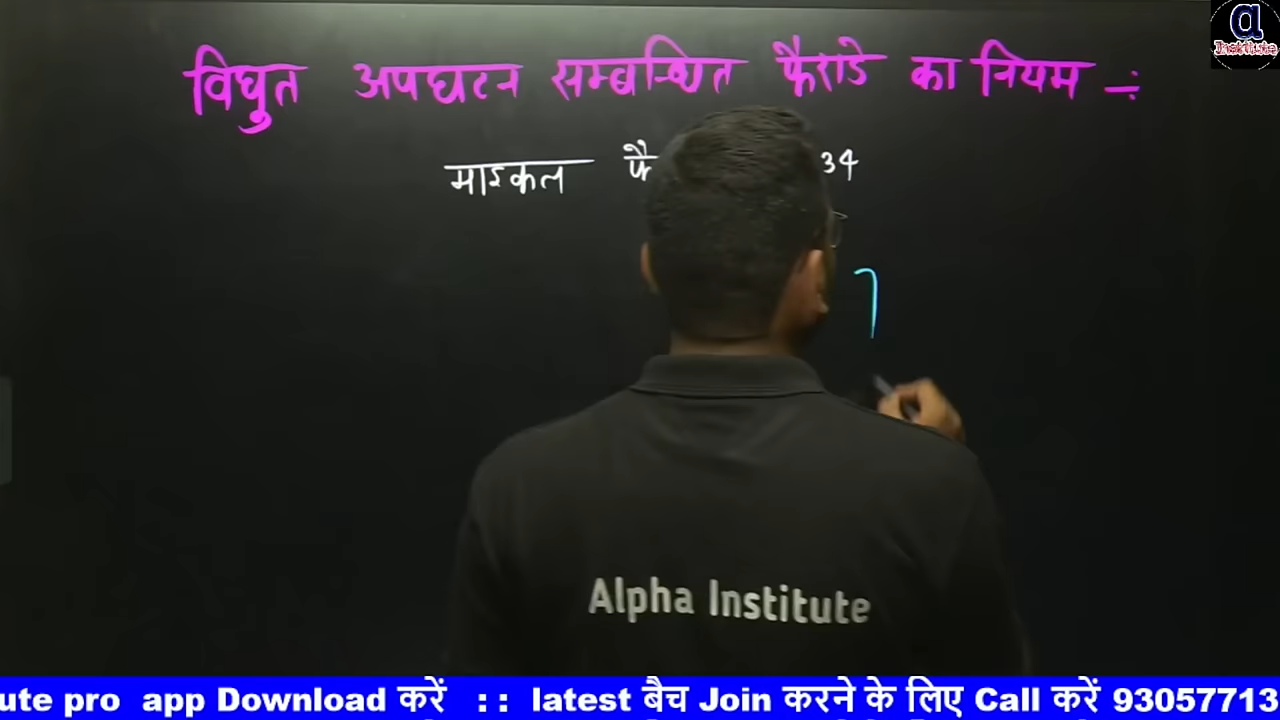 α
Institute
विघुत अपघटन सम्बन्धित फैराडे का नियम ÷
माइकल फै 34
Alpha Institute
ute pro app Download करें :: latest बैच Join करने के लिए Call करें 93057713